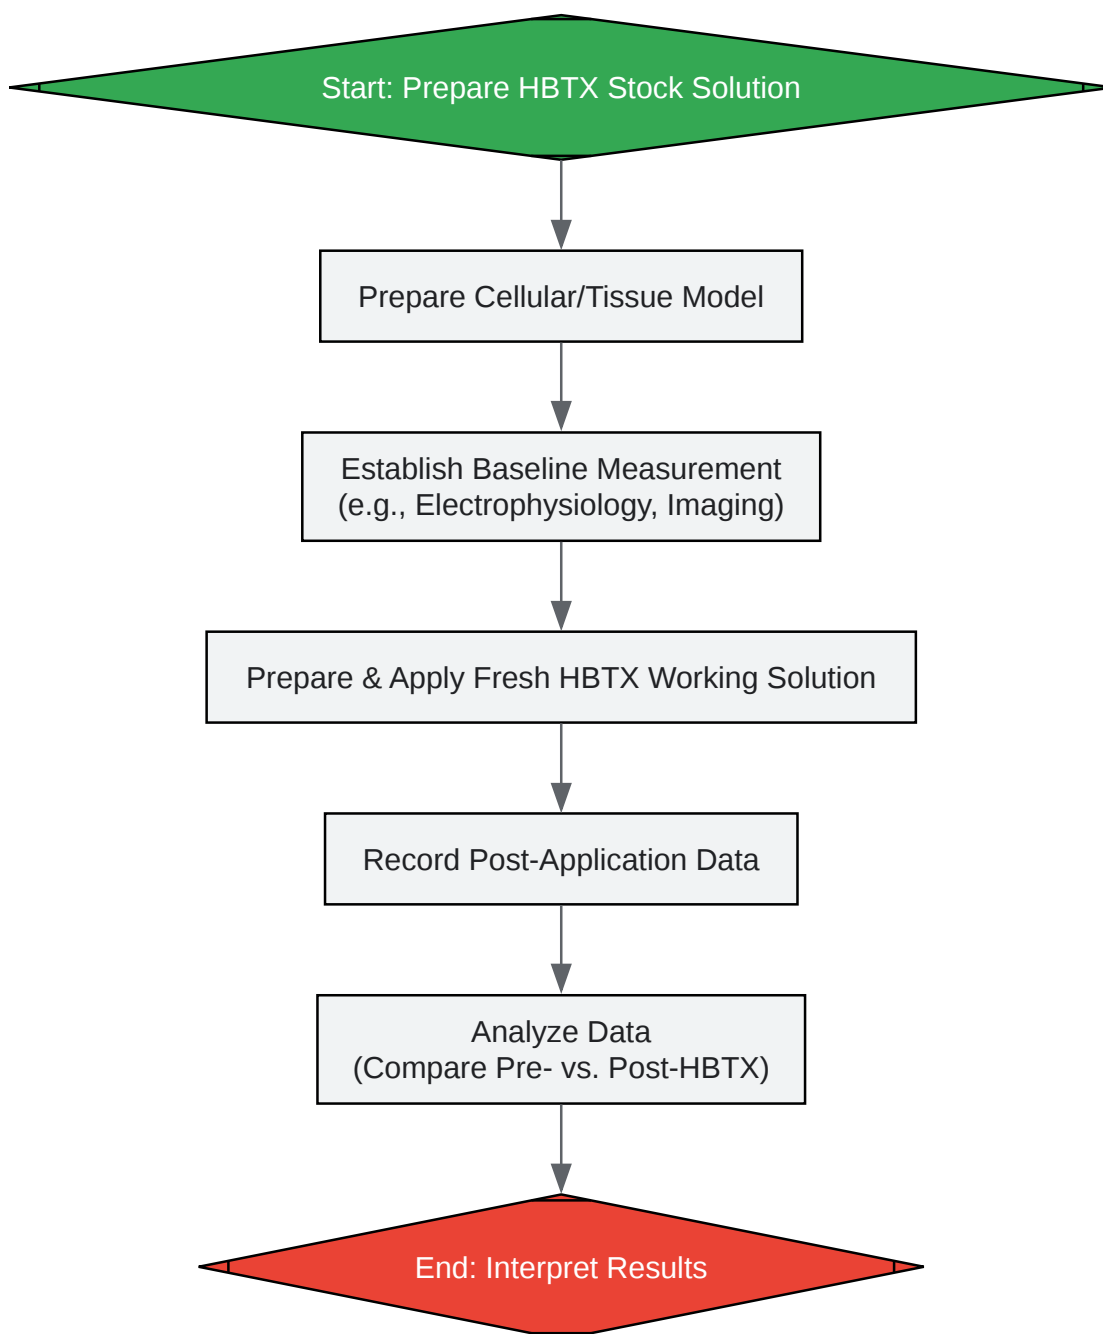 Start: Prepare HBTX Stock Solution
Prepare Cellular/Tissue Model
Establish Baseline Measurement
(e.g., Electrophysiology, Imaging)
Prepare & Apply Fresh HBTX Working Solution
Record Post-Application Data
Analyze Data
(Compare Pre- vs. Post-HBTX)
End: Interpret Results